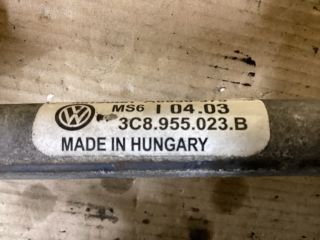 MS6 I 04.03
3C8.955.023.B
MADE IN HUNGARY